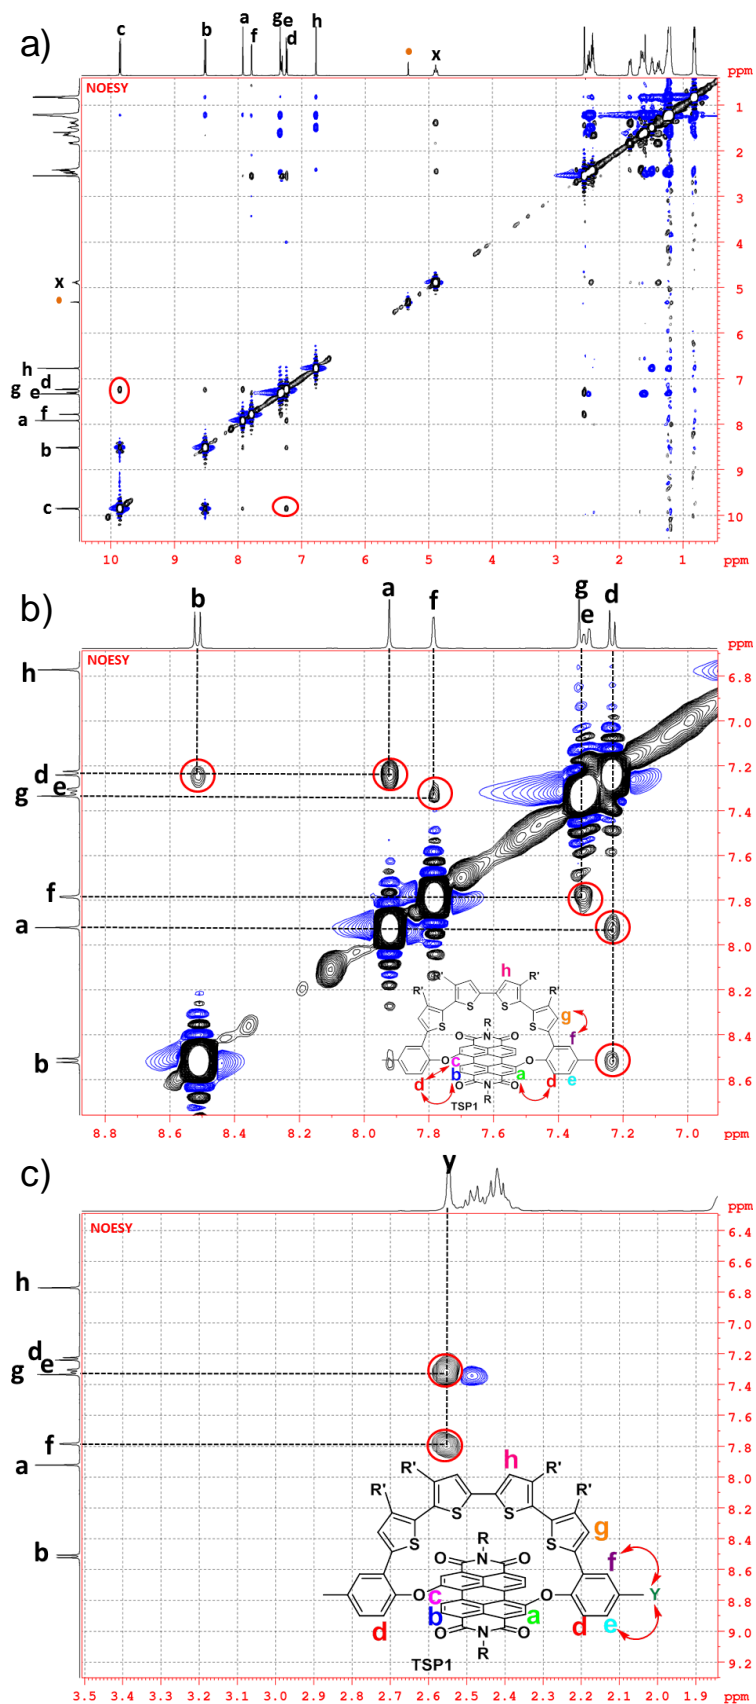 a)
c
b
a
f
g
e
d
h
x
ppm
NOESY
1
2
3
4
5
6
7
8
9
10
x
h
d
g
e
f
a
b
c
10
9
8
7
6
5
4
3
2
1
ppm
b)
b
a
f
g
e
d
ppm
NOESY
h
d
e
g
f
a
b
6.8
7.0
7.2
7.4
7.6
7.8
8.0
8.2
8.4
8.6
h
R'
R'
R'
R'
S
S
S
S
g
R
O
N
O
f
O
c
O
b
a
d
d
e
O
N
O
R
TSP1
8.8
8.6
8.4
8.2
8.0
7.8
7.6
7.4
7.2
7.0
ppm
c)
y
ppm
NOESY
h
d
e
g
f
a
b
6.4
6.6
6.8
7.0
7.2
7.4
7.6
7.8
8.0
8.2
8.4
8.6
8.8
9.0
9.2
h
R'
R'
R'
R'
S
S
S
S
g
R
O
N
O
f
O
c
O
Y
b
a
d
d
e
O
N
O
R
TSP1
3.5
3.4
3.3
3.2
3.1
3.0
2.9
2.8
2.7
2.6
2.5
2.4
2.3
2.2
2.1
2.0
1.9
ppm